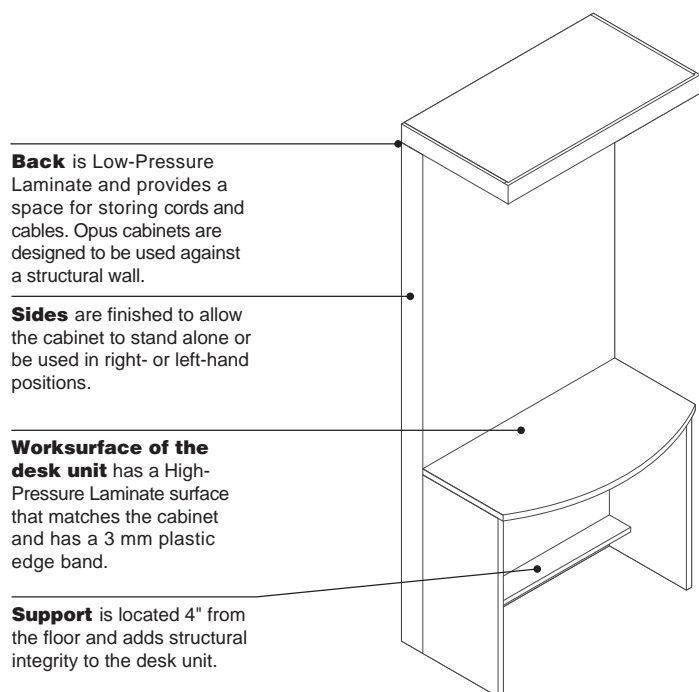 Back is Low-Pressure
Laminate and provides a
space for storing cords and
cables. Opus cabinets are
designed to be used against
a structural wall.
Sides are finished to allow
the cabinet to stand alone or
be used in right- or left-hand
positions.
Worksurface of the
desk unit has a High-
Pressure Laminate surface
that matches the cabinet
and has a 3 mm plastic
edge band.
Support is located 4" from
the floor and adds structural
integrity to the desk unit.